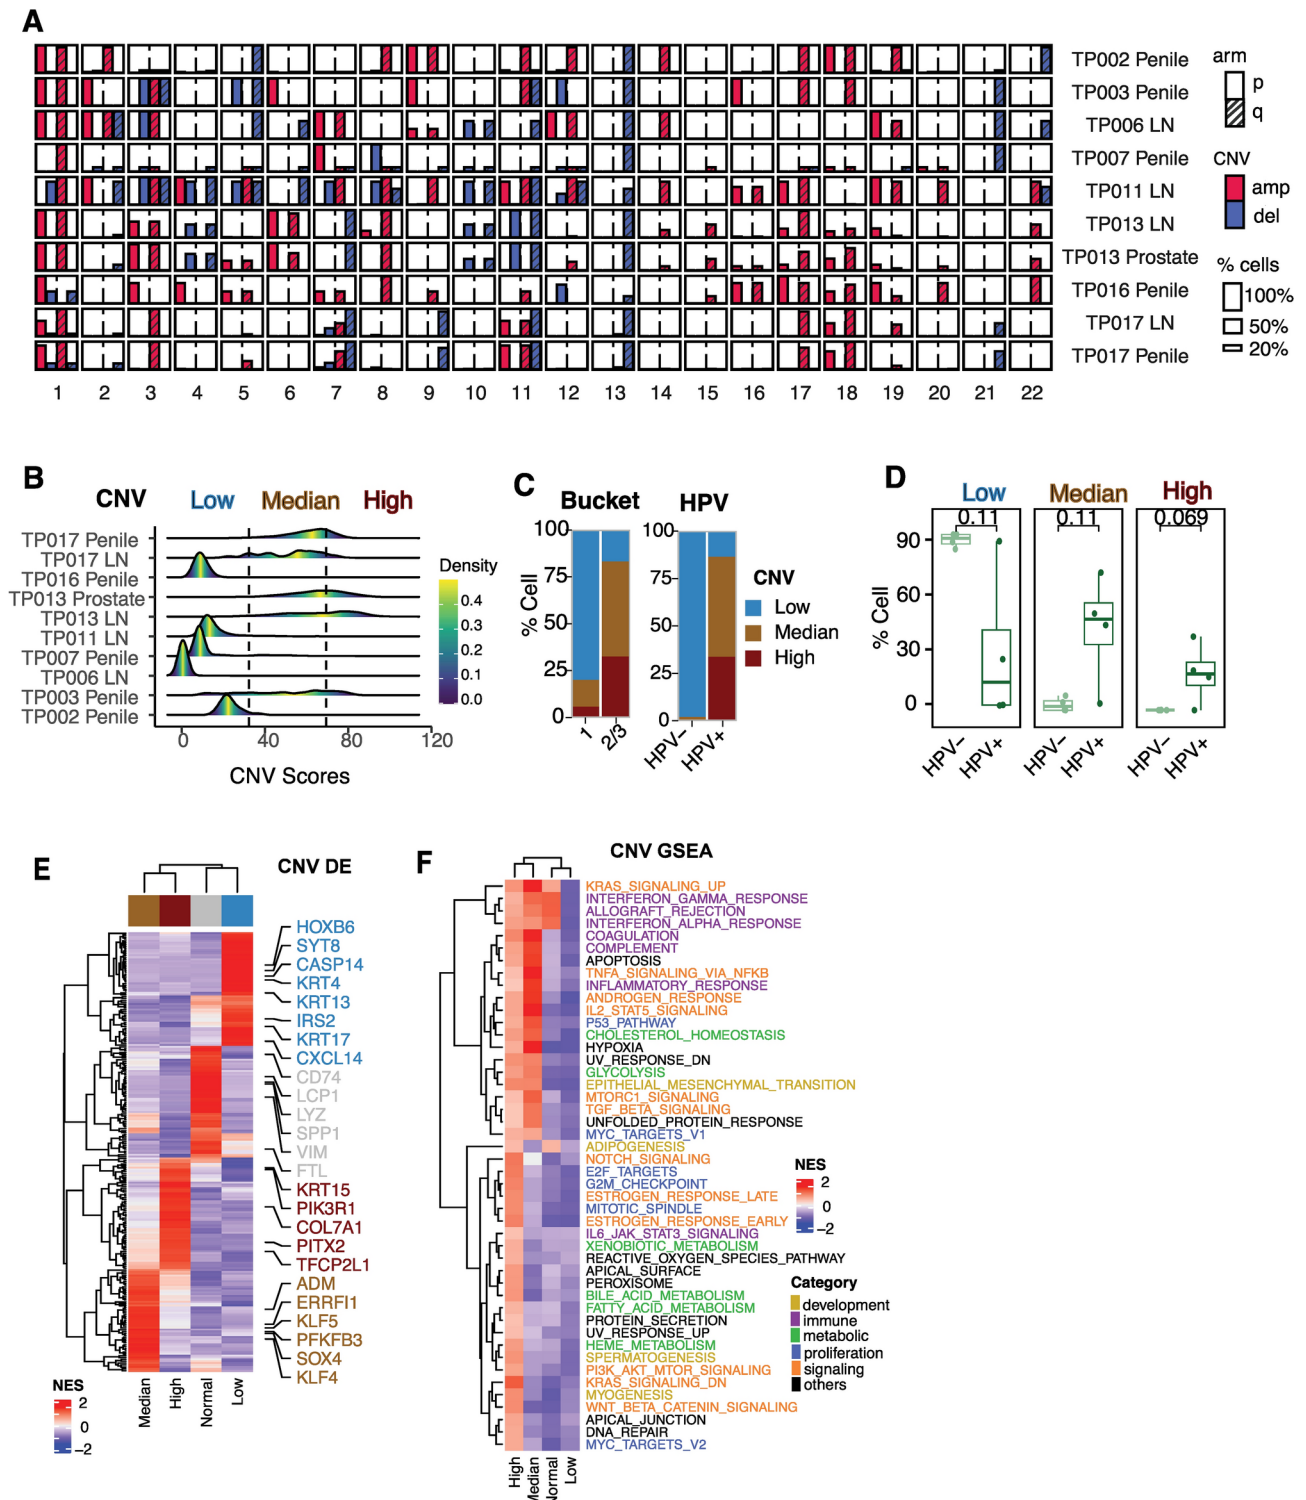 A
TP002 Penile
TP003 Penile
TP006 LN
TP007 Penile
TP011 LN
TP013 LN
TP013 Prostate
TP016 Penile
TP017 LN
TP017 Penile
1 2 3 4 5 6 7 8 9 10 11 12 13 14 15 16 17 18 19 20 21 22
arm
p
q
CNV
amp
del
% cells
100%
50%
20%
B
CNV Low Median High
TP017 Penile
TP017 LN
TP016 Penile
TP013 Prostate
TP013 LN
TP011 LN
TP007 Penile
TP006 LN
TP003 Penile
TP002 Penile
0 40 80 120
CNV Scores
Density
0.4
0.3
0.2
0.1
0.0
C
Bucket HPV
% Cell
100
75
50
25
0
100
75
50
25
0
1 2/3
HPV− HPV+
CNV
Low
Median
High
D
Low Median High
0.11 0.11 0.069
% Cell
90
60
30
0
HPV− HPV+ HPV− HPV+ HPV− HPV+
E
CNV DE
HOXB6
SYT8
CASP14
KRT4
KRT13
IRS2
KRT17
CXCL14
CD74
LCP1
LYZ
SPP1
VIM
FTL
KRT15
PIK3R1
COL7A1
PITX2
TFCP2L1
ADM
ERRFI1
KLF5
PFKFB3
SOX4
KLF4
NES
2
0
−2
Median High Normal Low
F
CNV GSEA
KRAS_SIGNALING_UP
INTERFERON_GAMMA_RESPONSE
ALLOGRAFT_REJECTION
INTERFERON_ALPHA_RESPONSE
COAGULATION
COMPLEMENT
APOPTOSIS
TNFA_SIGNALING_VIA_NFKB
INFLAMMATORY_RESPONSE
ANDROGEN_RESPONSE
IL2_STAT5_SIGNALING
P53_PATHWAY
CHOLESTEROL_HOMEOSTASIS
HYPOXIA
UV_RESPONSE_DN
GLYCOLYSIS
EPITHELIAL_MESENCHYMAL_TRANSITION
MTORC1_SIGNALING
TGF_BETA_SIGNALING
UNFOLDED_PROTEIN_RESPONSE
MYC_TARGETS_V1
ADIPOGENESIS
NOTCH_SIGNALING
E2F_TARGETS
G2M_CHECKPOINT
ESTROGEN_RESPONSE_LATE
MITOTIC_SPINDLE
ESTROGEN_RESPONSE_EARLY
IL6_JAK_STAT3_SIGNALING
XENOBIOTIC_METABOLISM
REACTIVE_OXYGEN_SPECIES_PATHWAY
APICAL_SURFACE
PEROXISOME
BILE_ACID_METABOLISM
FATTY_ACID_METABOLISM
PROTEIN_SECRETION
UV_RESPONSE_UP
HEME_METABOLISM
SPERMATOGENESIS
PI3K_AKT_MTOR_SIGNALING
KRAS_SIGNALING_DN
MYOGENESIS
WNT_BETA_CATENIN_SIGNALING
APICAL_JUNCTION
DNA_REPAIR
MYC_TARGETS_V2
High Median Normal Low
NES
2
0
−2
Category
development
immune
metabolic
proliferation
signaling
others